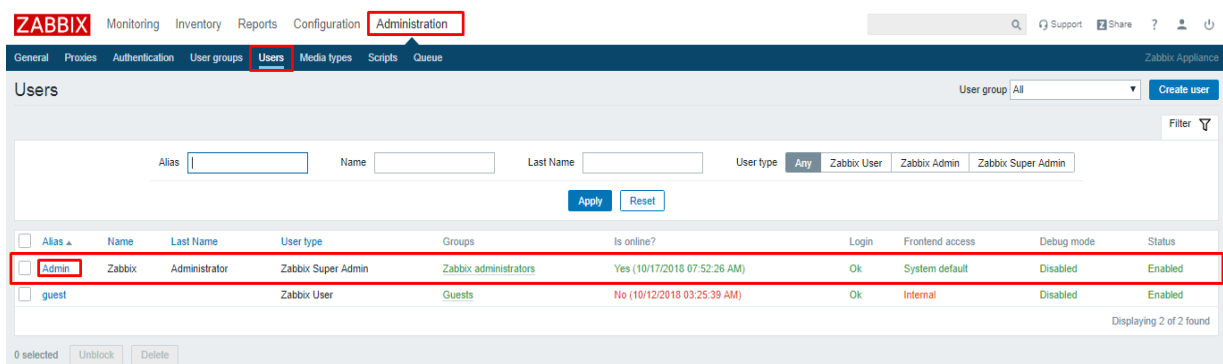 ZABBIX Monitoring Inventory Reports Configuration Administration Support Z Share ?
General Proxies Authentication User groups Users Media types Scripts Queue Zabbix Appliance
Users User group All Create user
Filter
Alias Name Last Name User type Any Zabbix User Zabbix Admin Zabbix Super Admin
Apply Reset
Alias Name Last Name User type Groups Is online? Login Frontend access Debug mode Status
Admin Zabbix Administrator Zabbix Super Admin Zabbix administrators Yes (10/17/2018 07:52:26 AM) Ok System default Disabled Enabled
guest Zabbix User Guests No (10/12/2018 03:25:39 AM) Ok Internal Disabled Enabled
Displaying 2 of 2 found
0 selected Unblock Delete